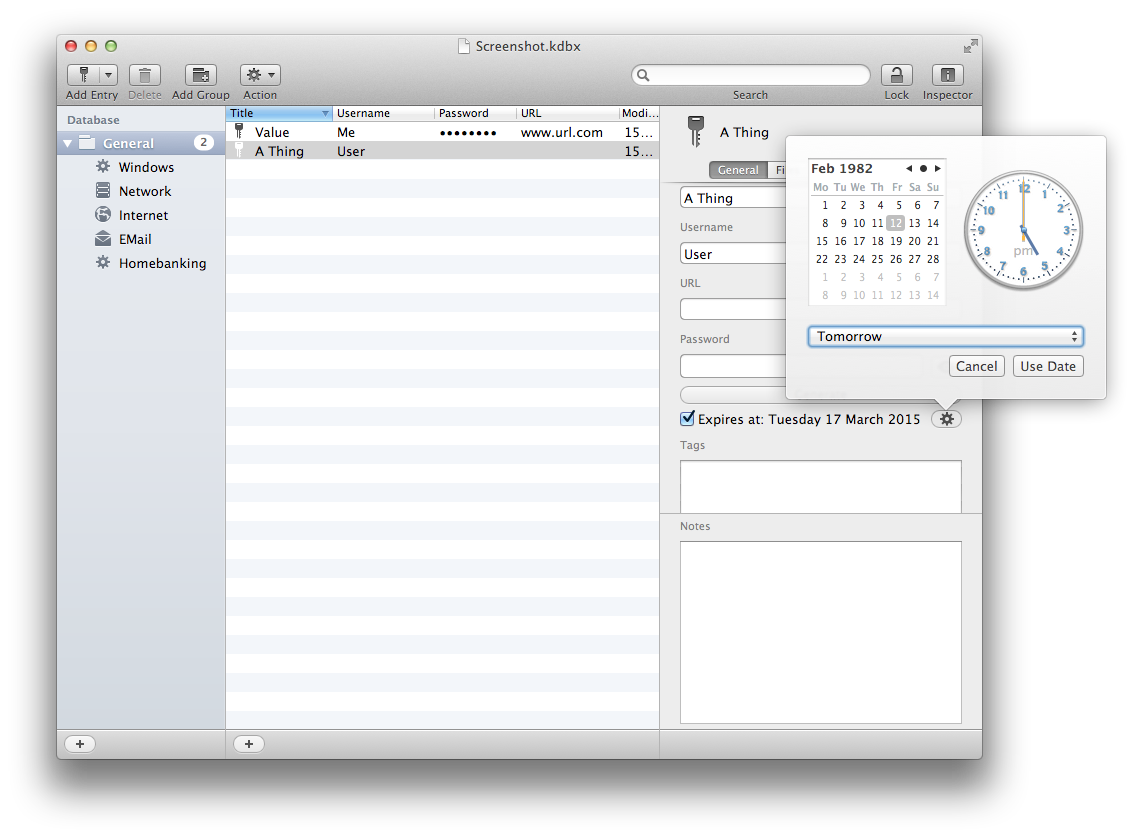 Screenshot.kdbx
Add Entry Delete Add Group Action Search Lock Inspector
Database
General 2
Windows
Network
Internet
EMail
Homebanking
Title Username Password URL Modi...
Value Me •••••••• www.url.com 15...
A Thing User 15...
A Thing
General Fi
A Thing
Username
User
URL
Password
Expires at: Tuesday 17 March 2015
Tags
Notes
Feb 1982
Mo Tu We Th Fr Sa Su
1 2 3 4 5 6 7
8 9 10 11 12 13 14
15 16 17 18 19 20 21
22 23 24 25 26 27 28
1 2 3 4 5 6 7
8 9 10 11 12 13 14
12 1 2 3 4 5 6 7 8 9 10 11
pm
Tomorrow
Cancel Use Date